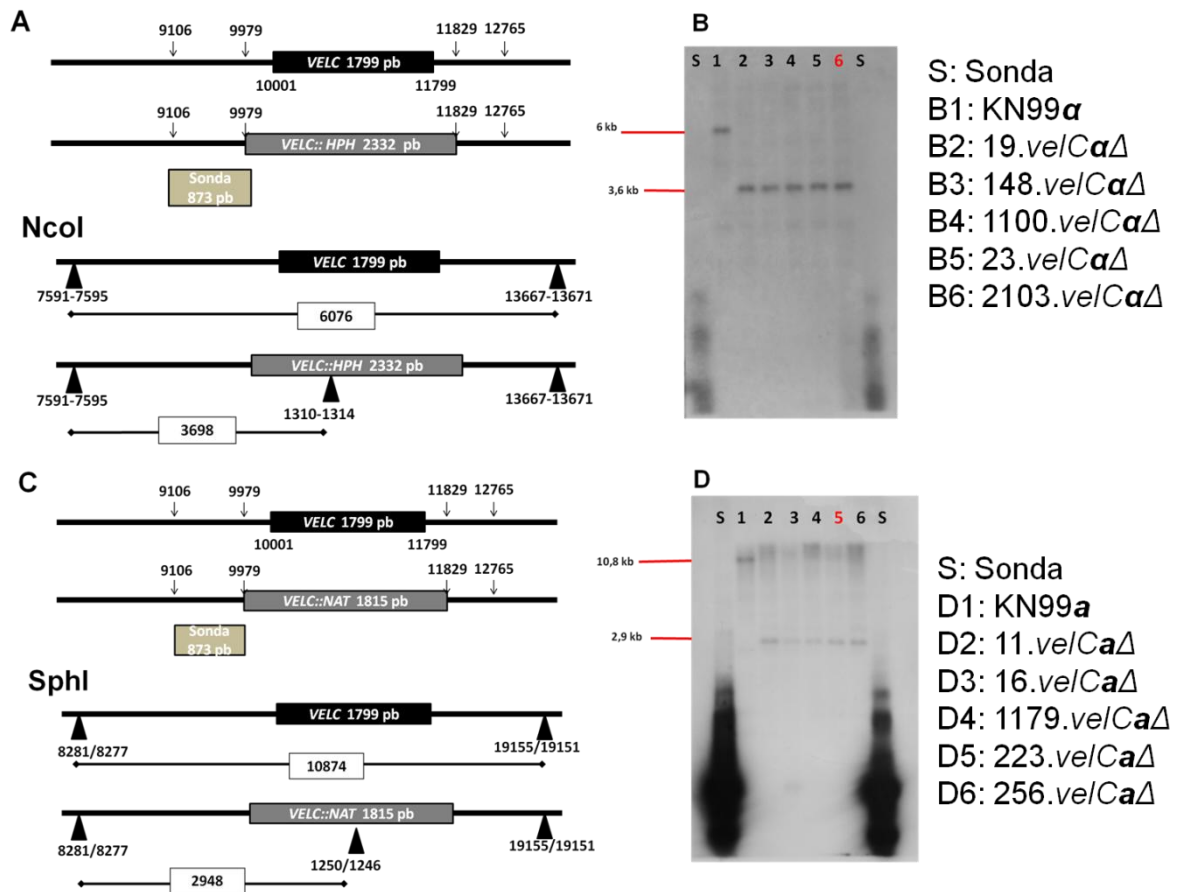 A
9106 9979 11829 12765
VELC 1799 pb
10001 11799
9106 9979 11829 12765
VELC:: HPH 2332 pb
Sonda
873 pb
NcoI
VELC 1799 pb
7591-7595 13667-13671
6076
VELC::HPH 2332 pb
7591-7595 1310-1314 13667-13671
3698
B
S 1 2 3 4 5 6 S
6 kb
3,6 kb
S: Sonda
B1: KN99α
B2: 19.velCαΔ
B3: 148.velCαΔ
B4: 1100.velCαΔ
B5: 23.velCαΔ
B6: 2103.velCαΔ
C
9106 9979 11829 12765
VELC 1799 pb
10001 11799
9106 9979 11829 12765
VELC::NAT 1815 pb
Sonda
873 pb
SphI
VELC 1799 pb
8281/8277 19155/19151
10874
VELC::NAT 1815 pb
8281/8277 1250/1246 19155/19151
2948
D
S 1 2 3 4 5 6 S
10,8 kb
2,9 kb
S: Sonda
D1: KN99a
D2: 11.velCaΔ
D3: 16.velCaΔ
D4: 1179.velCaΔ
D5: 223.velCaΔ
D6: 256.velCaΔ